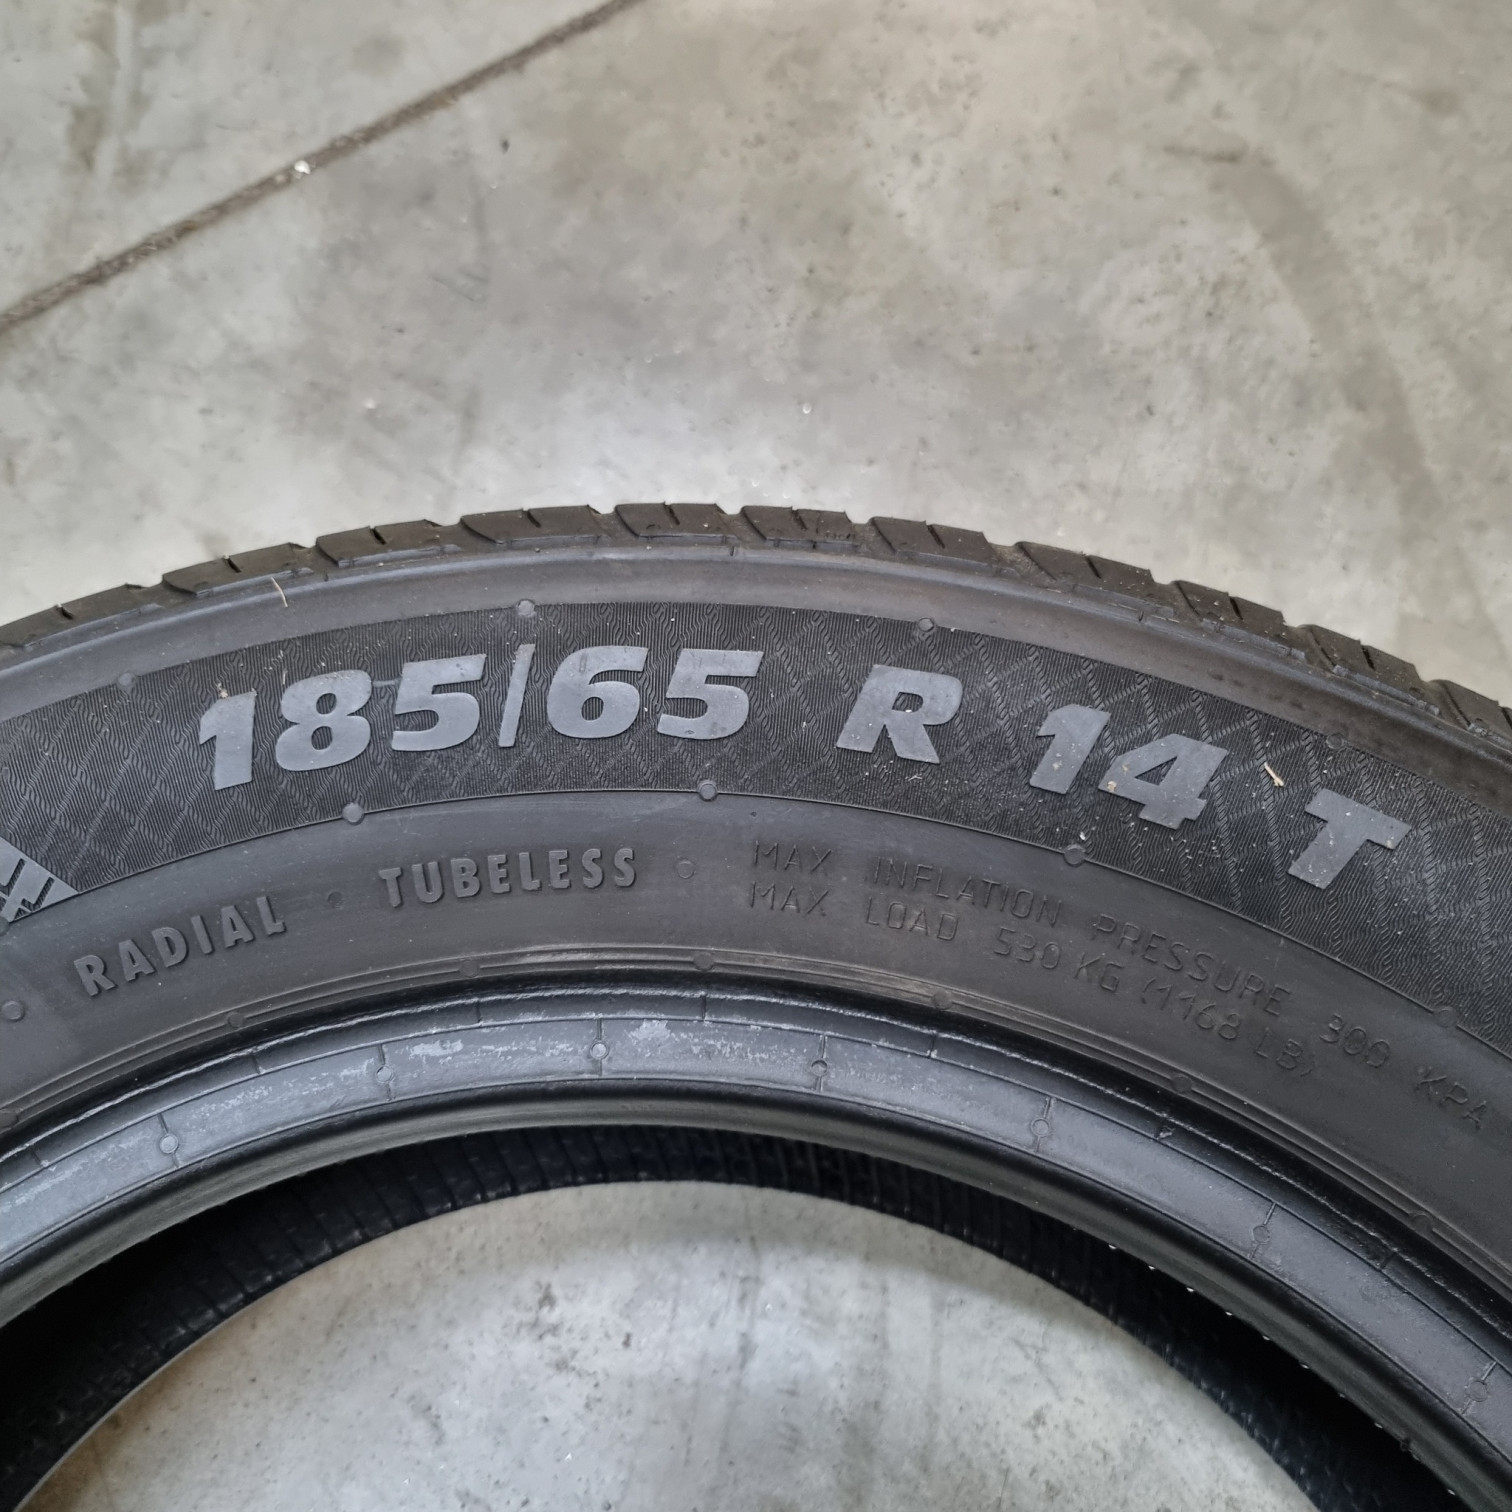 185/65 R 14 T
RADIAL TUBELESS
MAX INFLATION PRESSURE 300 KPA
MAX LOAD 530 KG (1168 LB)